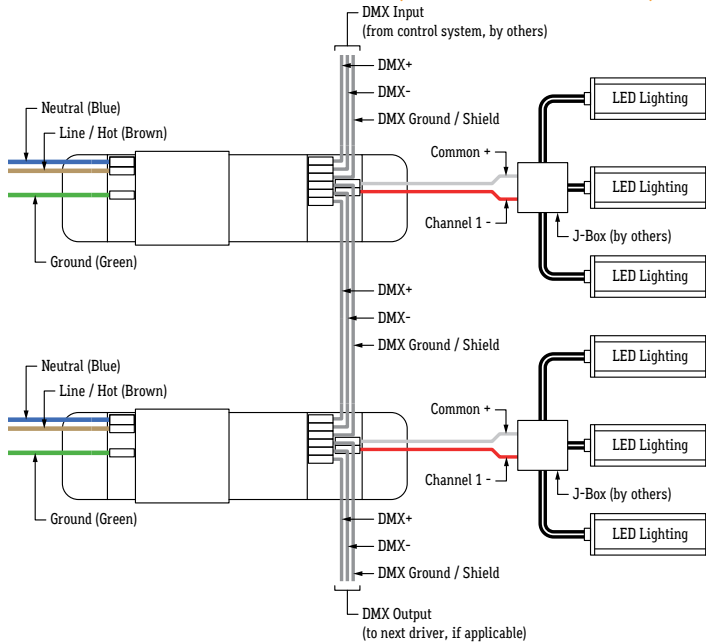 DMX Input
(from control system, by others)
DMX+
DMX-
DMX Ground / Shield
Neutral (Blue)
Line / Hot (Brown)
Ground (Green)
Common +
Channel 1 -
LED Lighting
LED Lighting
J-Box (by others)
LED Lighting
DMX+
DMX-
DMX Ground / Shield
Neutral (Blue)
Line / Hot (Brown)
Ground (Green)
Common +
Channel 1 -
LED Lighting
LED Lighting
J-Box (by others)
LED Lighting
DMX+
DMX-
DMX Ground / Shield
DMX Output
(to next driver, if applicable)